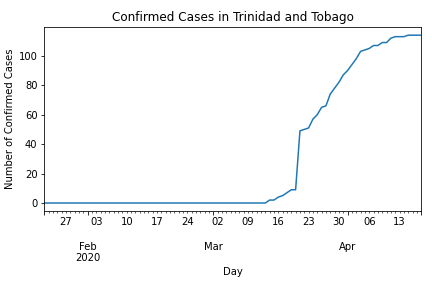 Confirmed Cases in Trinidad and Tobago
Number of Confirmed Cases
100
80
60
40
20
0
27 03 10 17 24 02 09 16 23 30 06 13
Feb Mar Apr
2020
Day